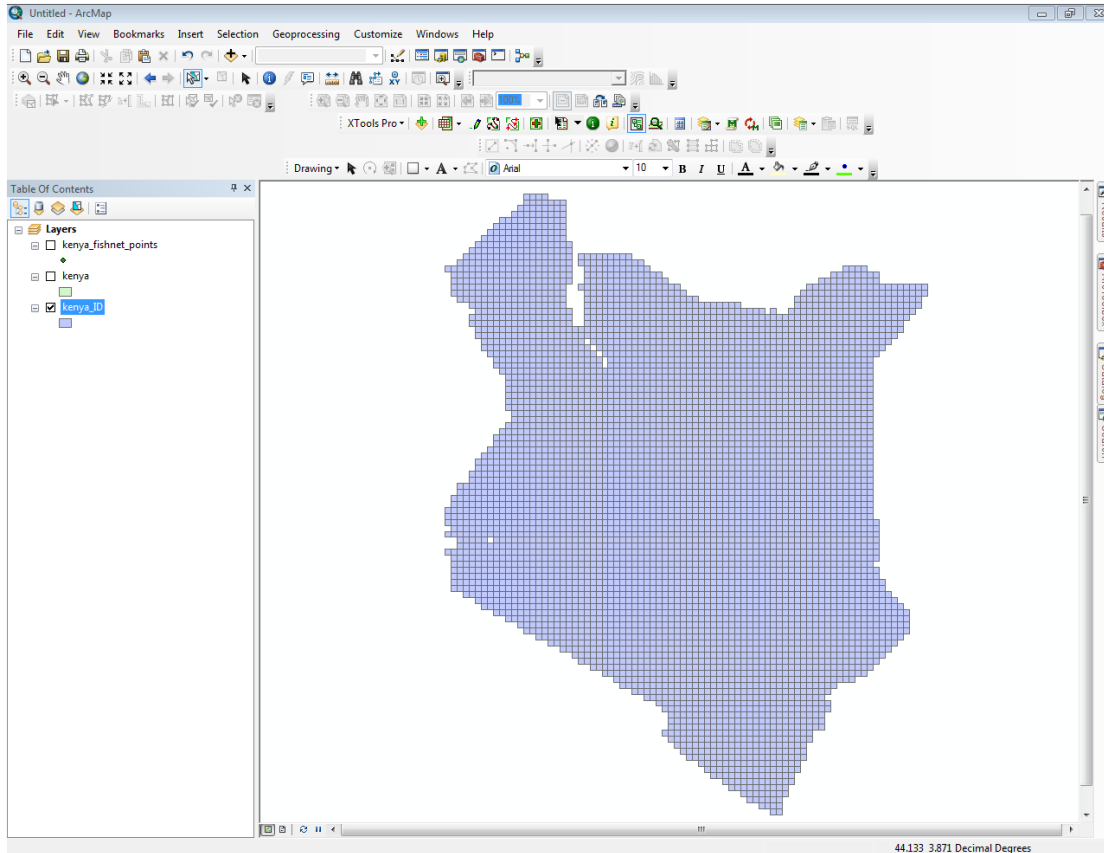 Untitled - ArcMap
File Edit View Bookmarks Insert Selection Geoprocessing Customize Windows Help
100%
XTools Pro
Drawing A Arial 10 B I U A
Table Of Contents
Layers
kenya_fishnet_points
kenya
kenya_ID
44.133 3.871 Decimal Degrees